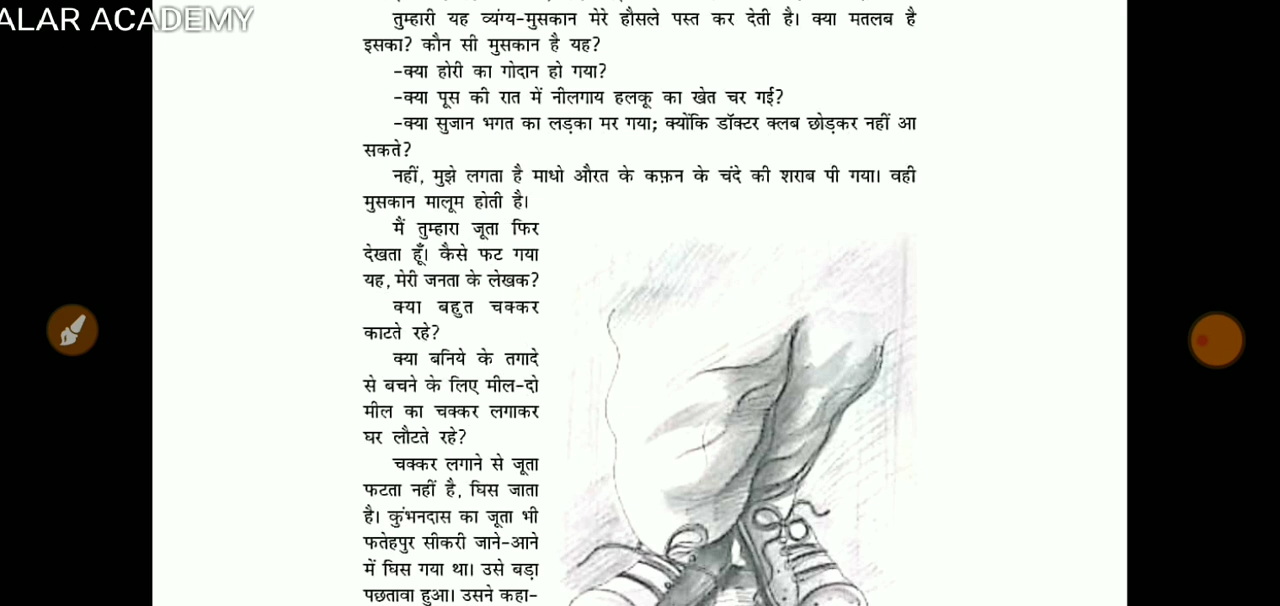 ALAR ACADEMY
तुम्हारी यह व्यंग्य-मुसकान मेरे हौसले पस्त कर देती है। क्या मतलब है
इसका? कौन सी मुसकान है यह?
-क्या होरी का गोदान हो गया?
-क्या पूस की रात में नीलगाय हलकू का खेत चर गई?
-क्या सुजान भगत का लड़का मर गया; क्योंकि डॉक्टर क्लब छोड़कर नहीं आ
सकते?
नहीं, मुझे लगता है माधो औरत के कफ़न के चंदे की शराब पी गया। वही
मुसकान मालूम होती है।
मैं तुम्हारा जूता फिर
देखता हूँ। कैसे फट गया
यह, मेरी जनता के लेखक?
क्या बहुत चक्कर
काटते रहे?
क्या बनिये के तगादे
से बचने के लिए मील-दो
मील का चक्कर लगाकर
घर लौटते रहे?
चक्कर लगाने से जूता
फटता नहीं है, घिस जाता
है। कुंभनदास का जूता भी
फतेहपुर सीकरी जाने-आने
में घिस गया था। उसे बड़ा
पछतावा हुआ। उसने कहा-